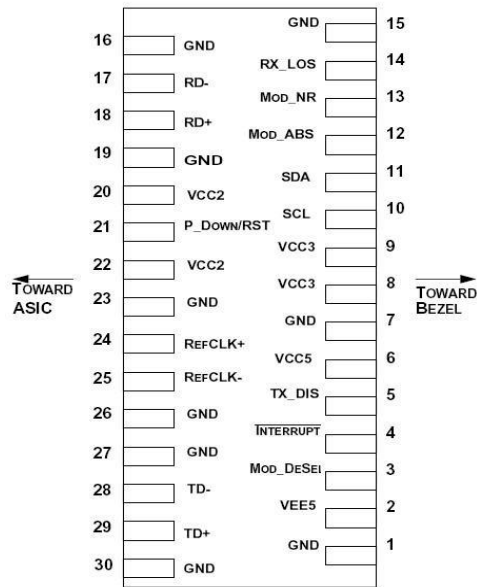 GND 15
16 GND
RX_LOS 14
17 RD-
MOD_NR 13
18 RD+
MOD_ABS 12
19 GND
SDA 11
20 VCC2
SCL 10
21 P_DOWN/RST
VCC3 9
22 VCC2
VCC3 8
TOWARD ASIC
TOWARD BEZEL
23 GND
GND 7
24 REFCLK+
VCC5 6
25 REFCLK-
TX_DIS 5
26 GND
INTERRUPT 4
27 GND
MOD_DESEL 3
28 TD-
VEE5 2
29 TD+
GND 1
30 GND